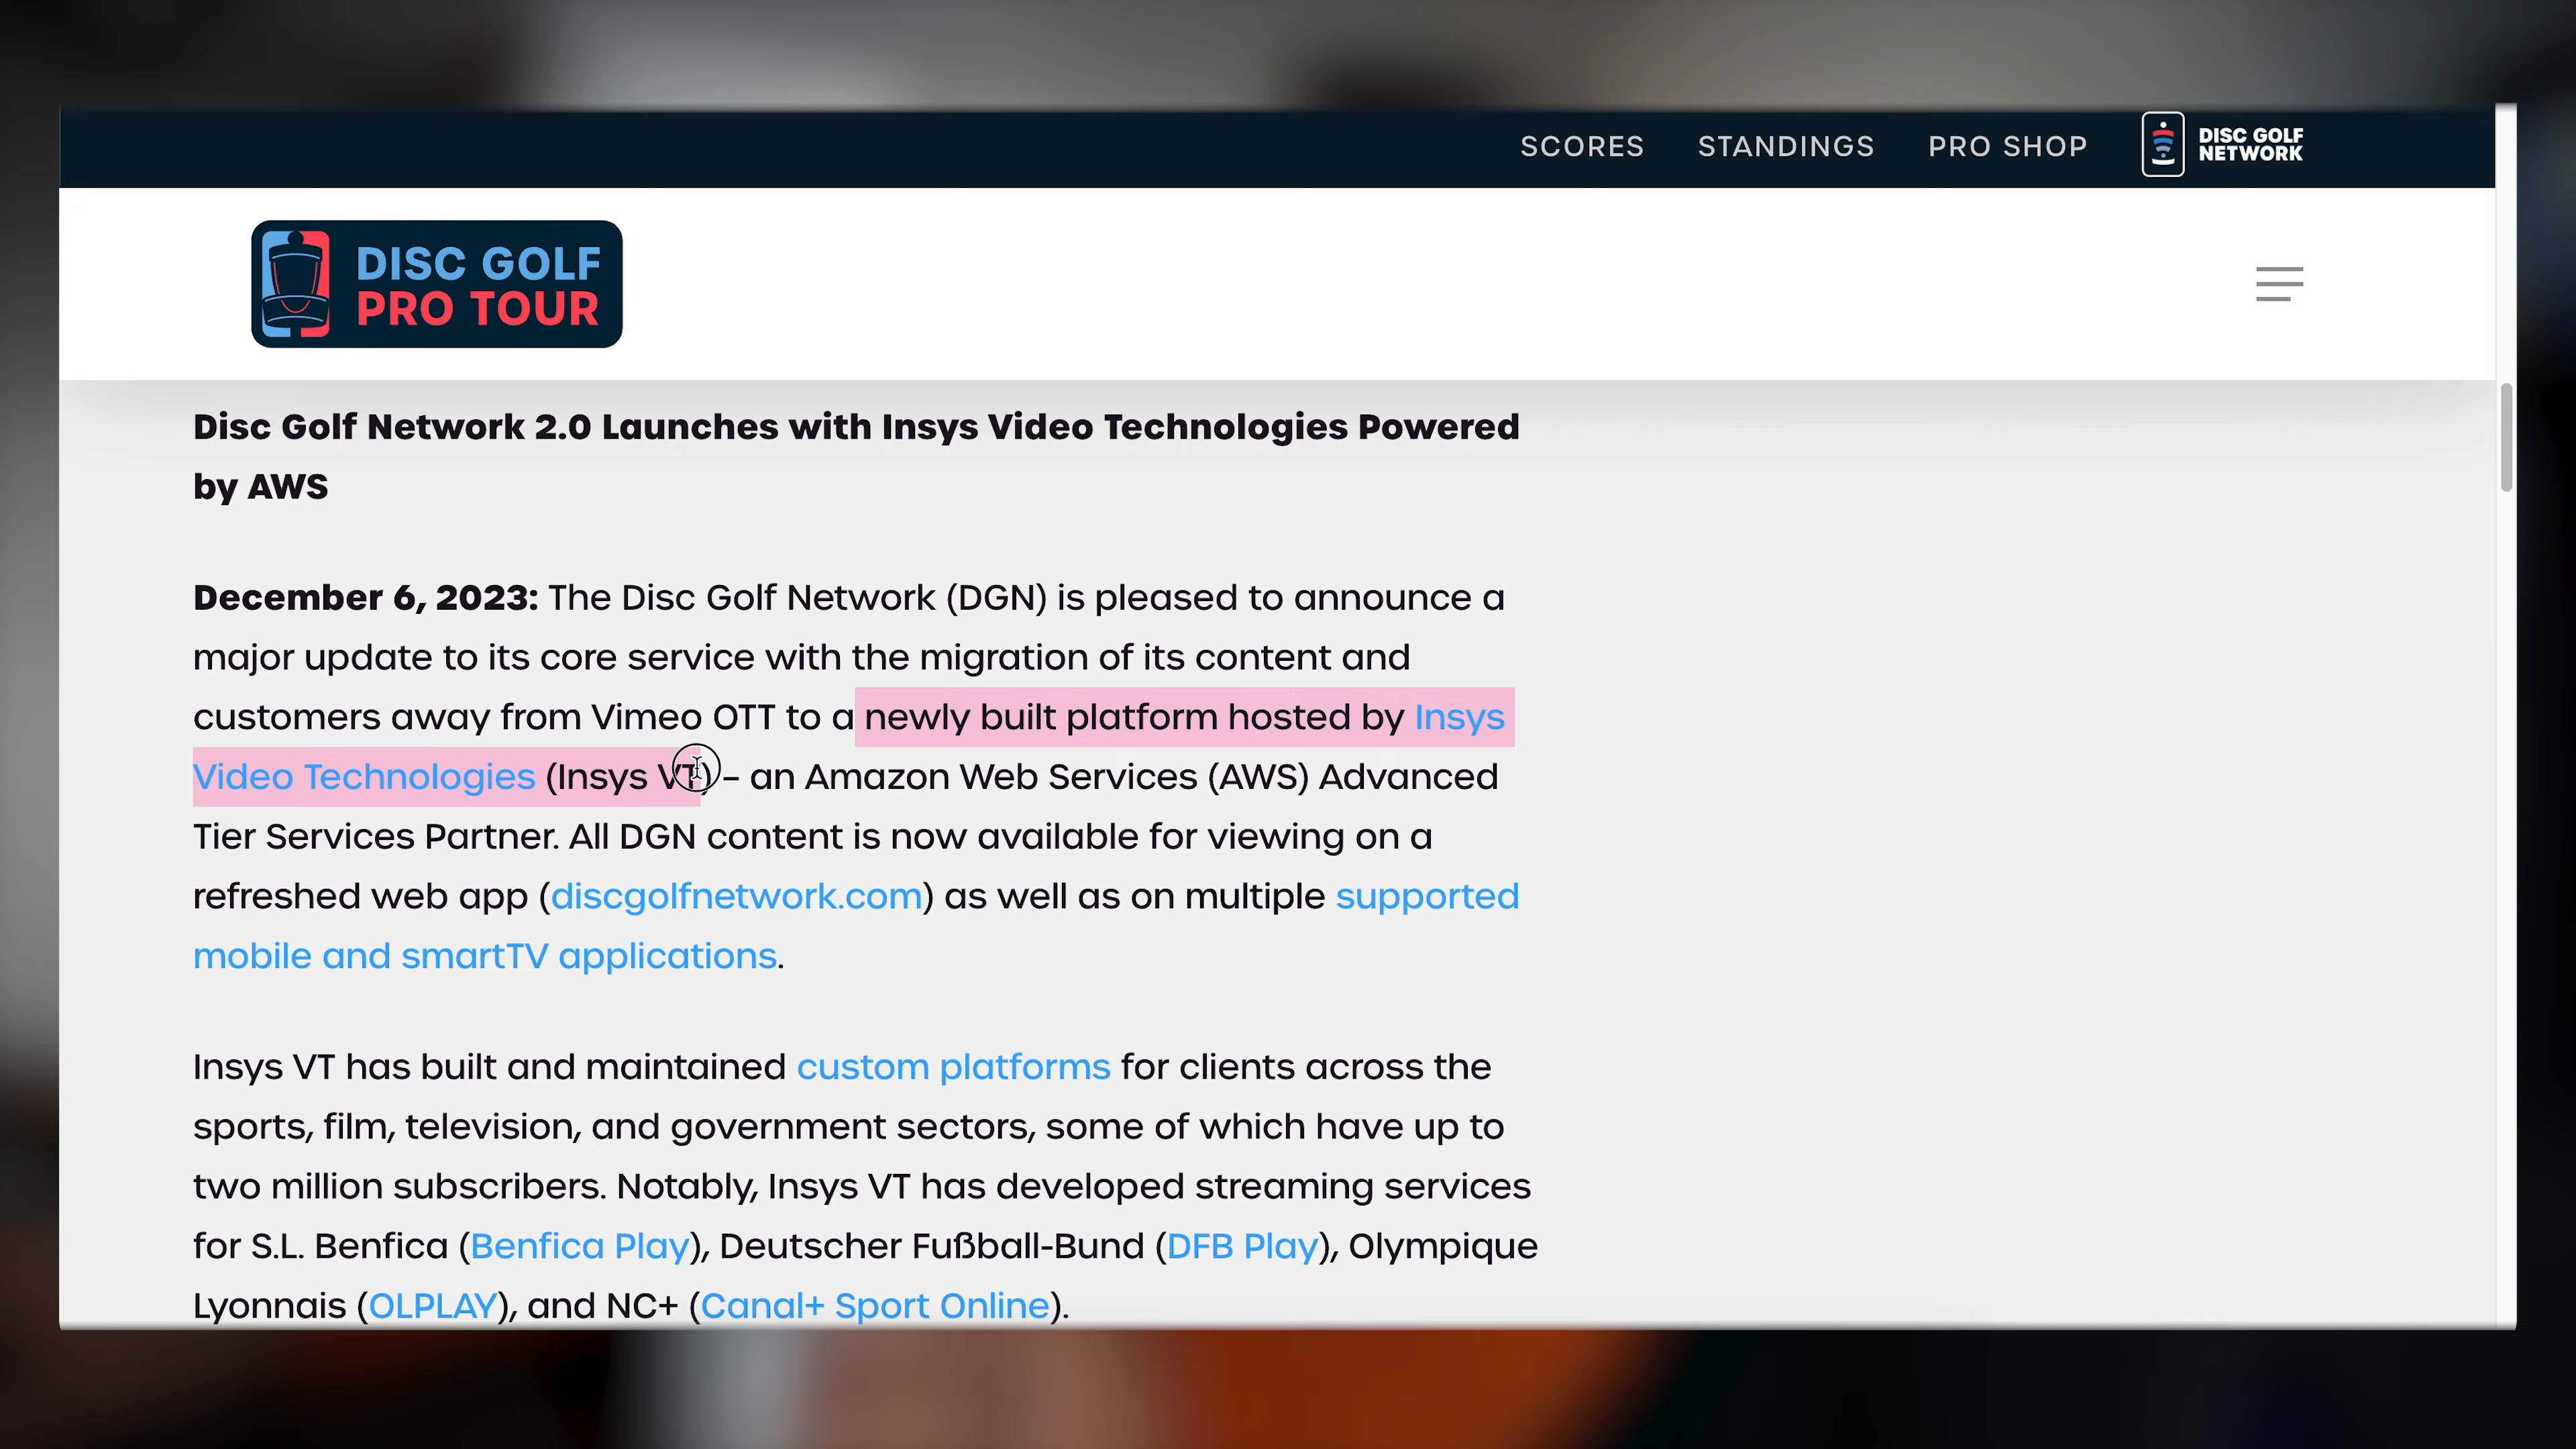 SCORES STANDINGS PRO SHOP DISC GOLF
NETWORK
DISC GOLF
PRO TOUR
Disc Golf Network 2.0 Launches with Insys Video Technologies Powered
by AWS
December 6, 2023: The Disc Golf Network (DGN) is pleased to announce a
major update to its core service with the migration of its content and
customers away from Vimeo OTT to a newly built platform hosted by Insys
Video Technologies (Insys VT) – an Amazon Web Services (AWS) Advanced
Tier Services Partner. All DGN content is now available for viewing on a
refreshed web app (discgolfnetwork.com) as well as on multiple supported
mobile and smartTV applications.
Insys VT has built and maintained custom platforms for clients across the
sports, film, television, and government sectors, some of which have up to
two million subscribers. Notably, Insys VT has developed streaming services
for S.L. Benfica (Benfica Play), Deutscher Fußball-Bund (DFB Play), Olympique
Lyonnais (OLPLAY), and NC+ (Canal+ Sport Online).